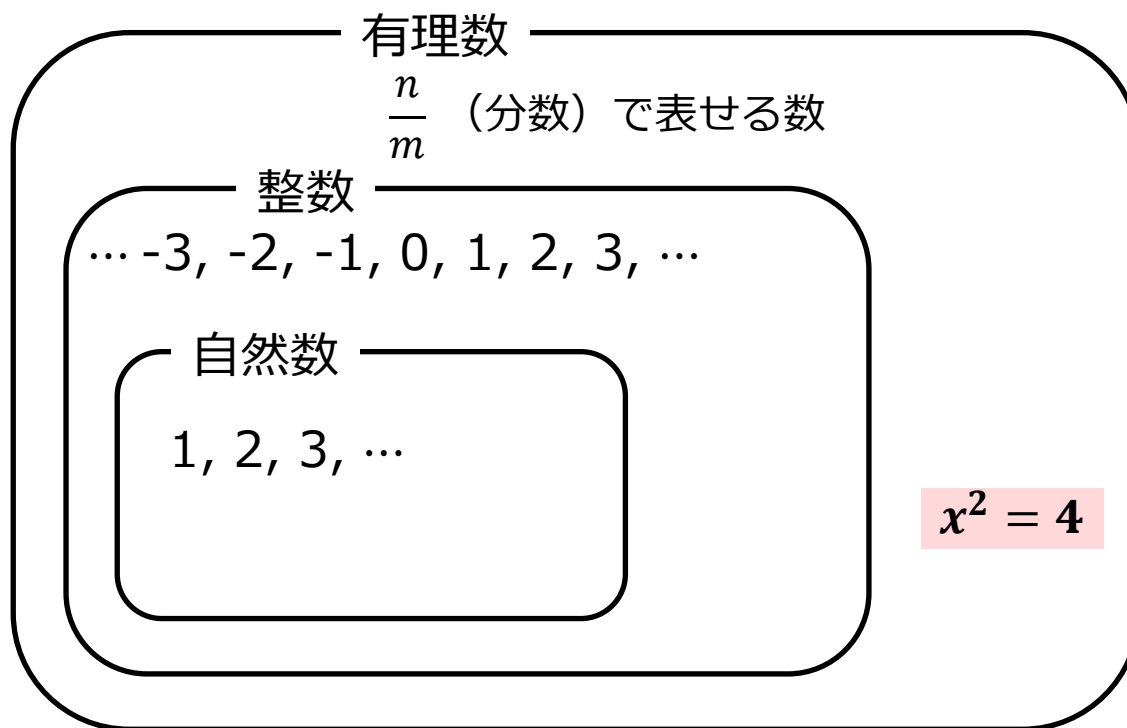 有理数
n/m （分数）で表せる数
整数
… -3, -2, -1, 0, 1, 2, 3, …
自然数
1, 2, 3, …
x² = 4